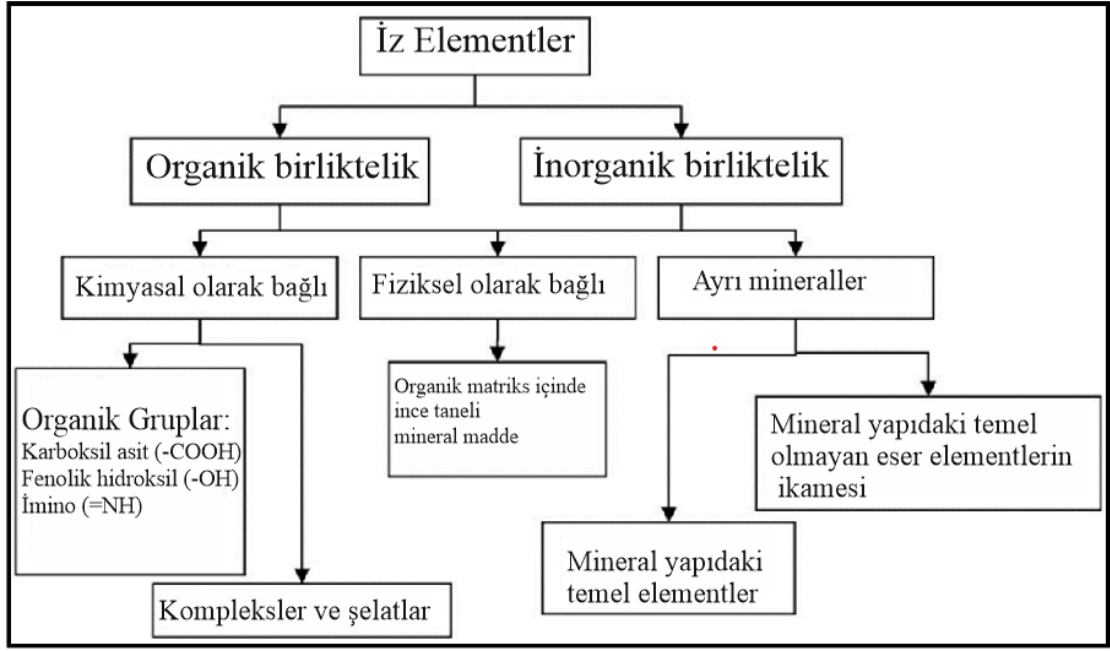 İz Elementler
Organik birliktelik
İnorganik birliktelik
Kimyasal olarak bağlı
Fiziksel olarak bağlı
Ayrı mineraller
Organik Gruplar:
Karboksil asit (-COOH)
Fenolik hidroksil (-OH)
İmino (=NH)
Organik matriks içinde
ince taneli
mineral madde
Mineral yapıdaki temel
olmayan eser elementlerin
ikamesi
Mineral yapıdaki
temel elementler
Kompleksler ve şelatlar